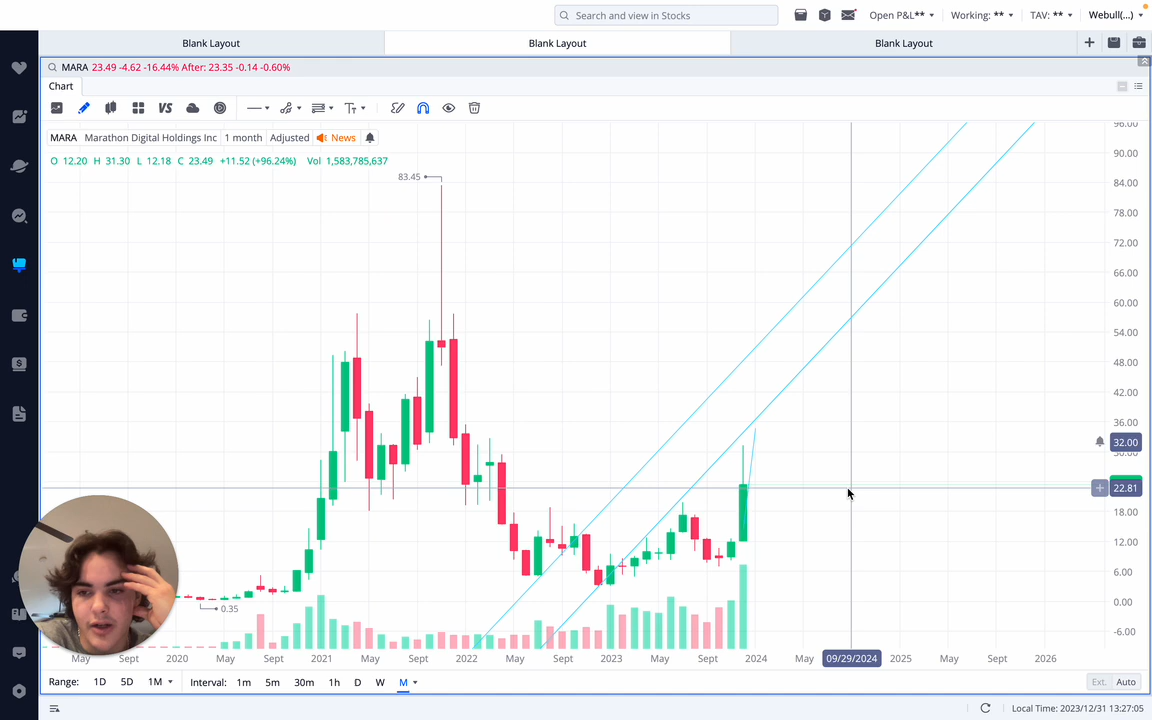 Search and view in Stocks
Open P&L** Working: ** TAV: ** Webull(...)
Blank Layout Blank Layout Blank Layout
MARA 23.49 -4.62 -16.44% After: 23.35 -0.14 -0.60%
Chart
VS
MARA Marathon Digital Holdings Inc 1 month Adjusted News
O 12.20 H 31.30 L 12.18 C 23.49 +11.52 (+96.24%) Vol 1,583,785,637
96.00
90.00
83.45
84.00
78.00
72.00
66.00
60.00
54.00
48.00
42.00
36.00
32.00
30.00
22.81
18.00
12.00
6.00
0.35
0.00
-6.00
May Sept 2020 May Sept 2021 May Sept 2022 May Sept 2023 May Sept 2024 May 09/29/2024 2025 May Sept 2026
Range: 1D 5D 1M Interval: 1m 5m 30m 1h D W M Ext. Auto
Local Time: 2023/12/31 13:27:05